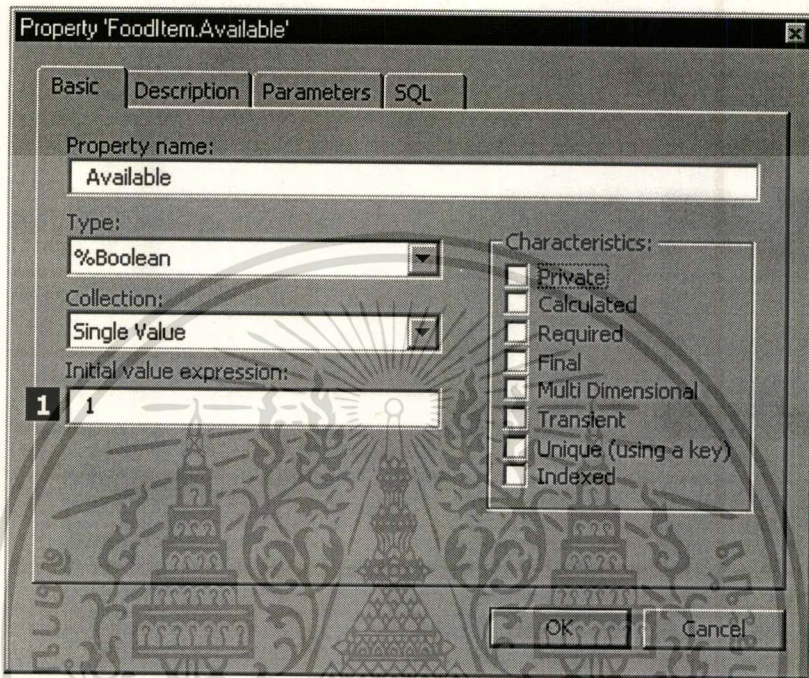 Property 'FoodItem.Available'
Basic Description Parameters SQL
Property name:
Available
Type:
%Boolean
Collection:
Single Value
Initial value expression:
1 1
Characteristics:
Private
Calculated
Required
Final
Multi Dimensional
Transient
Unique (using a key)
Indexed
OK Cancel